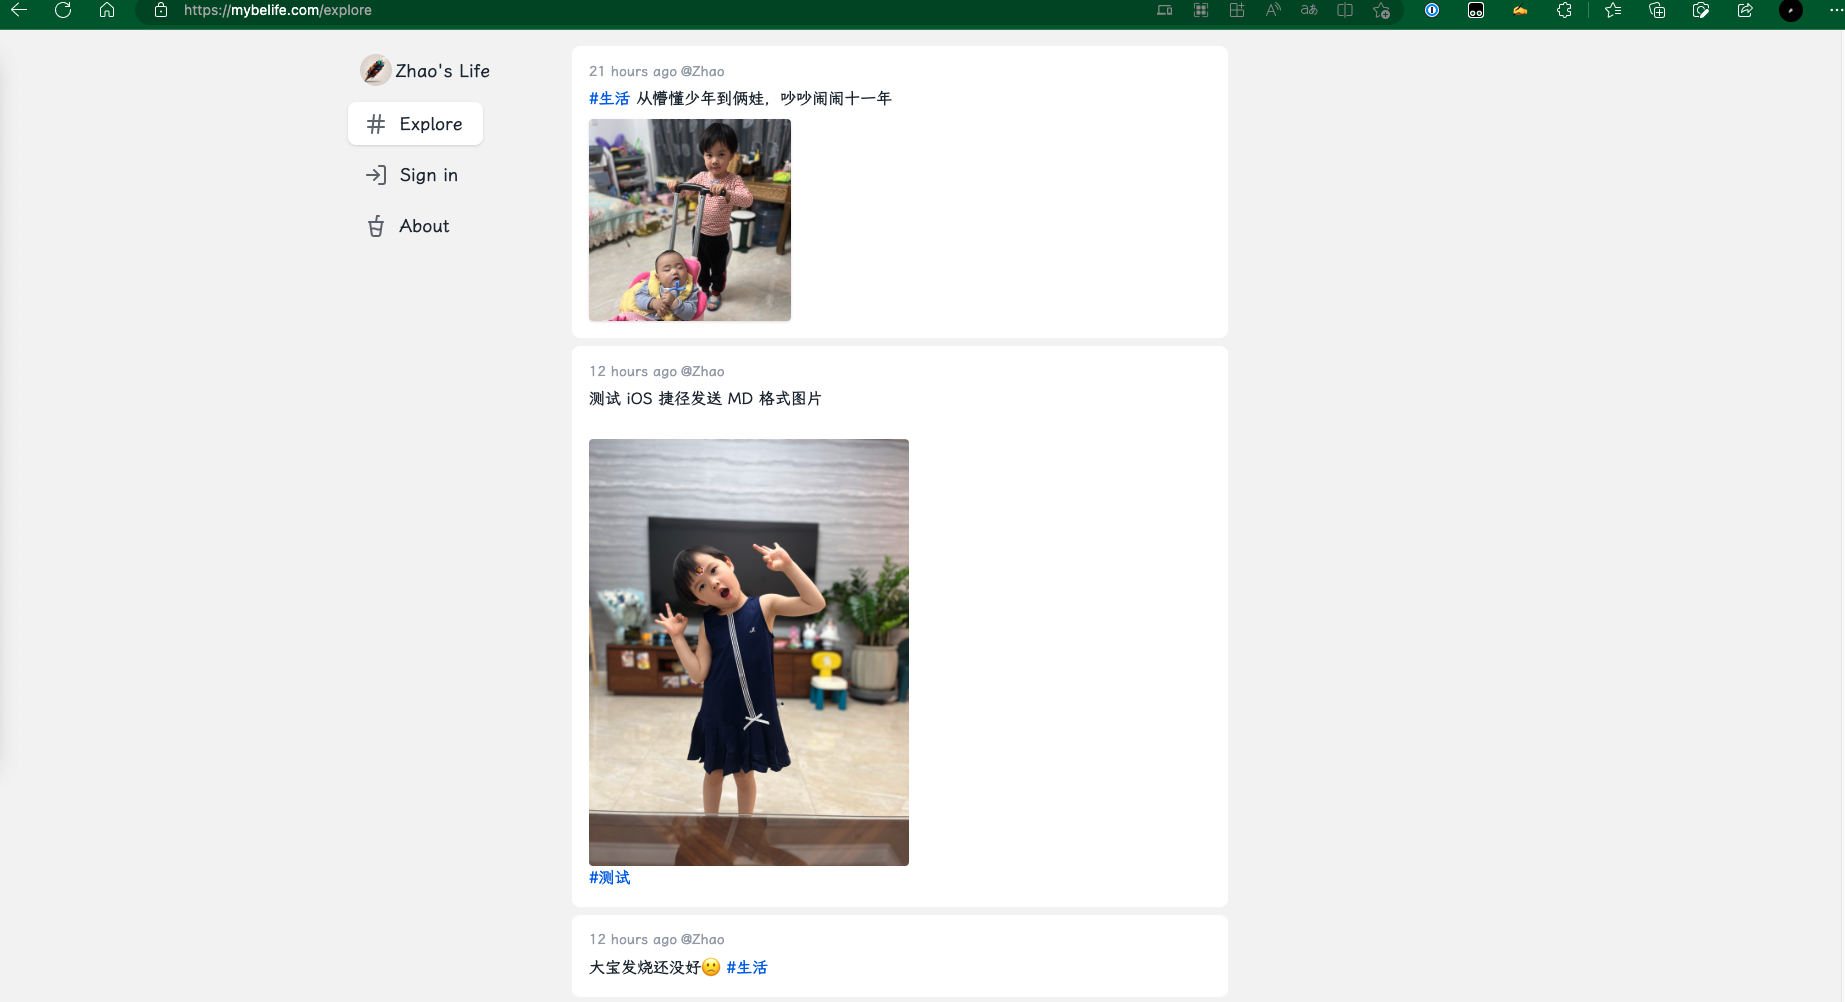 https://mybelife.com/explore
Zhao's Life
Explore
Sign in
About
21 hours ago @Zhao
#生活 从懵懂少年到俩娃，吵吵闹闹十一年
12 hours ago @Zhao
测试 iOS 捷径发送 MD 格式图片
#测试
12 hours ago @Zhao
大宝发烧还没好🙁 #生活